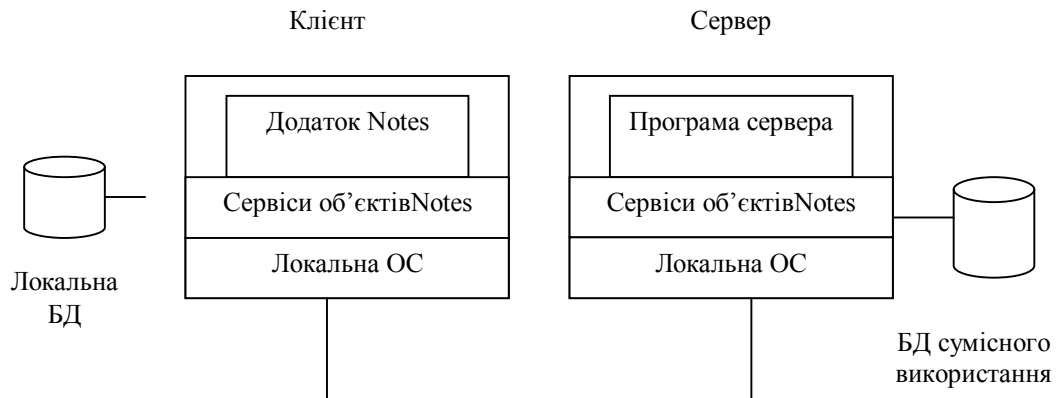 Клієнт
Сервер
Додаток Notes
Програма сервера
Сервіси об’єктівNotes
Сервіси об’єктівNotes
Локальна ОС
Локальна ОС
Локальна
БД
БД сумісного
використання